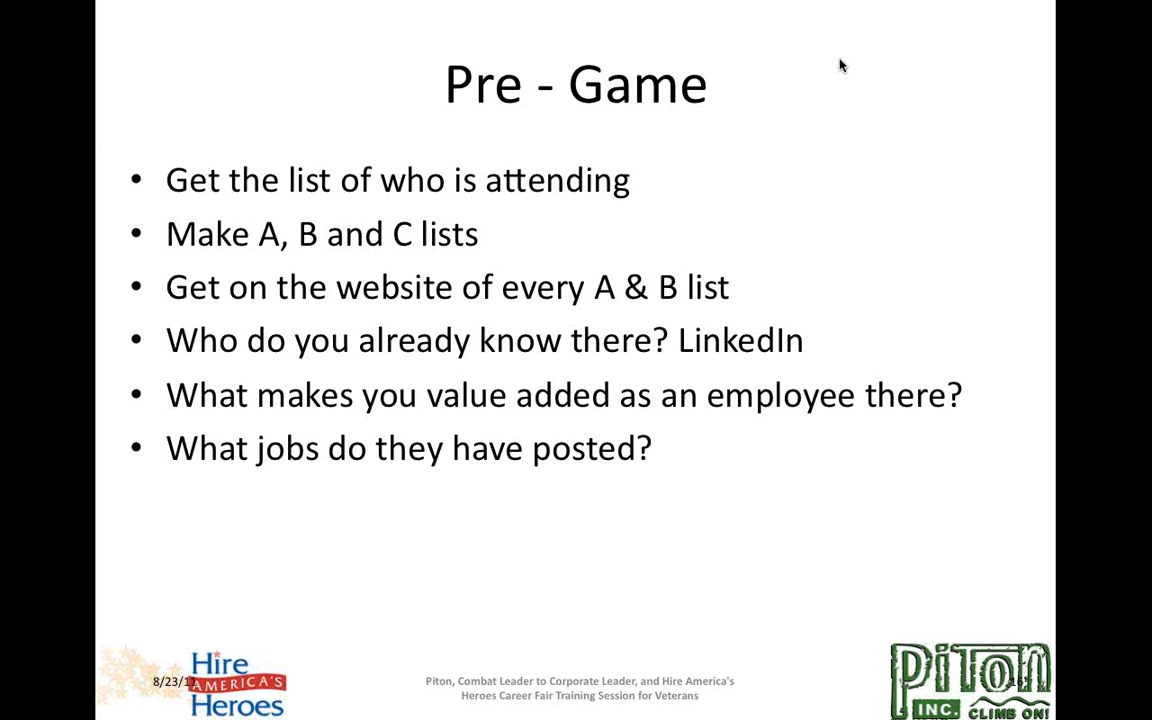 Pre - Game
• Get the list of who is attending
• Make A, B and C lists
• Get on the website of every A & B list
• Who do you already know there? LinkedIn
• What makes you value added as an employee there?
• What jobs do they have posted?
Hire
AMERICA'S
Heroes
Piton, Combat Leader to Corporate Leader, and Hire America's
Heroes Career Fair Training Session for Veterans
PiTON
INC. CLIMB ON!